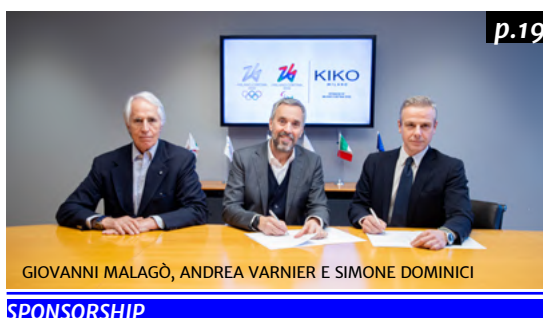 p.19
KIKO
MILANO
GIOVANNI MALAGÒ, ANDREA VARNIER E SIMONE DOMINICI
SPONSORSHIP